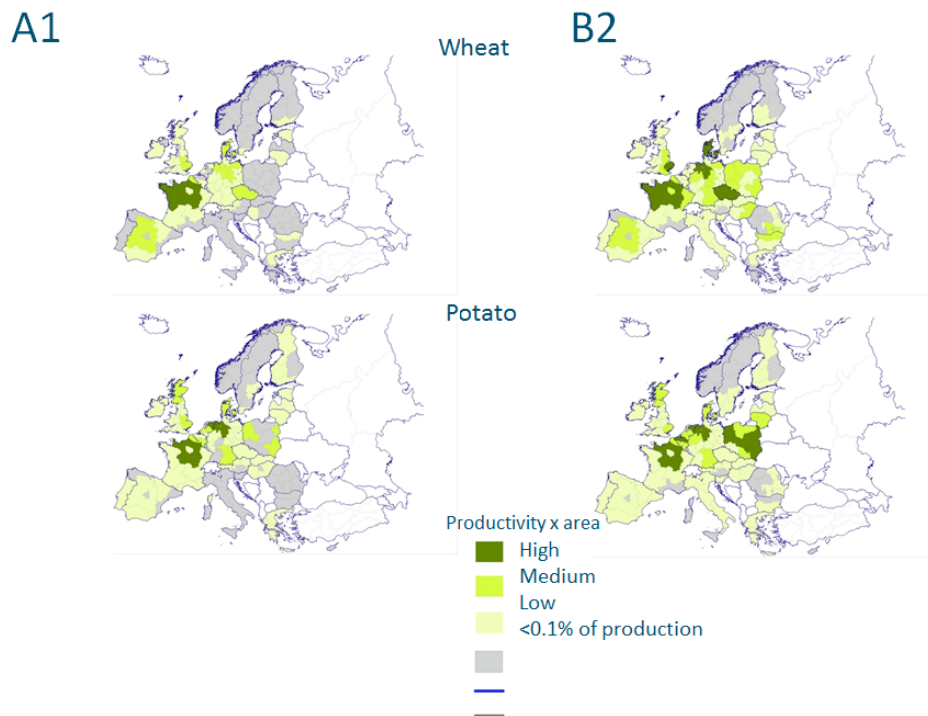 A1
B2
Wheat
Potato
Productivity x area
High
Medium
Low
<0.1% of production